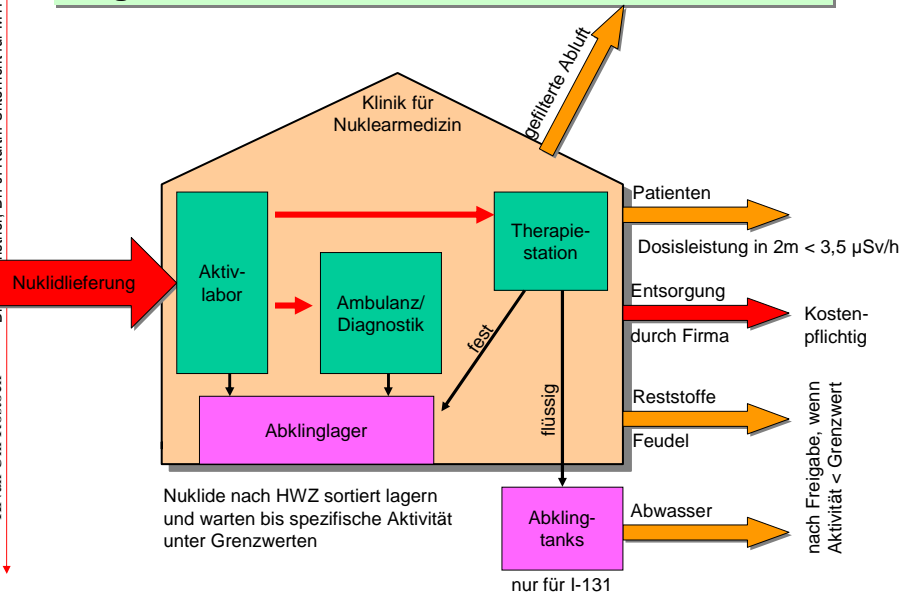 gefilterte Abluft
Klinik für
Nuklearmedizin
Patienten
Dosisleistung in 2m < 3,5 µSv/h
Therapie-
station
Aktiv-
labor
Nuklidlieferung
Ambulanz/
Diagnostik
Entsorgung
durch Firma
Kosten-
pflichtig
fest
flüssig
Reststoffe
Feudel
nach Freigabe, wenn
Aktivität < Grenzwert
Abklinglager
Nuklide nach HWZ sortiert lagern
und warten bis spezifische Aktivität
unter Grenzwerten
Abkling-
tanks
Abwasser
nur für I-131